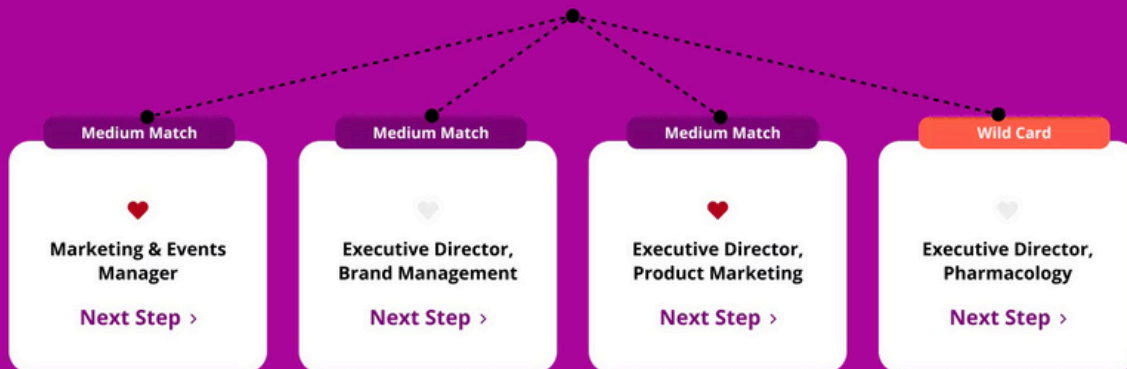 Medium Match
Medium Match
Medium Match
Wild Card
Marketing & Events
Manager
Next Step >
Executive Director,
Brand Management
Next Step >
Executive Director,
Product Marketing
Next Step >
Executive Director,
Pharmacology
Next Step >